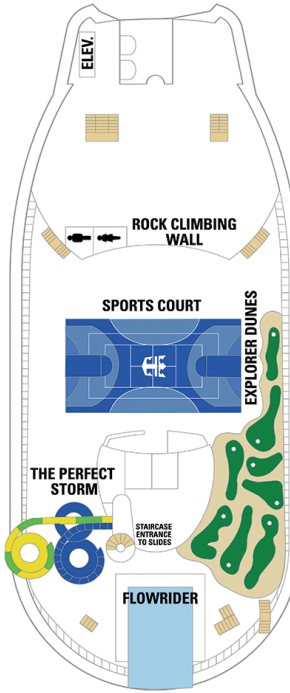 ELEV.
ROCK CLIMBING
WALL
SPORTS COURT
EXPLORER DUNES
THE PERFECT
STORM
STAIRCASE
ENTRANCE
TO SLIDES
FLOWRIDER